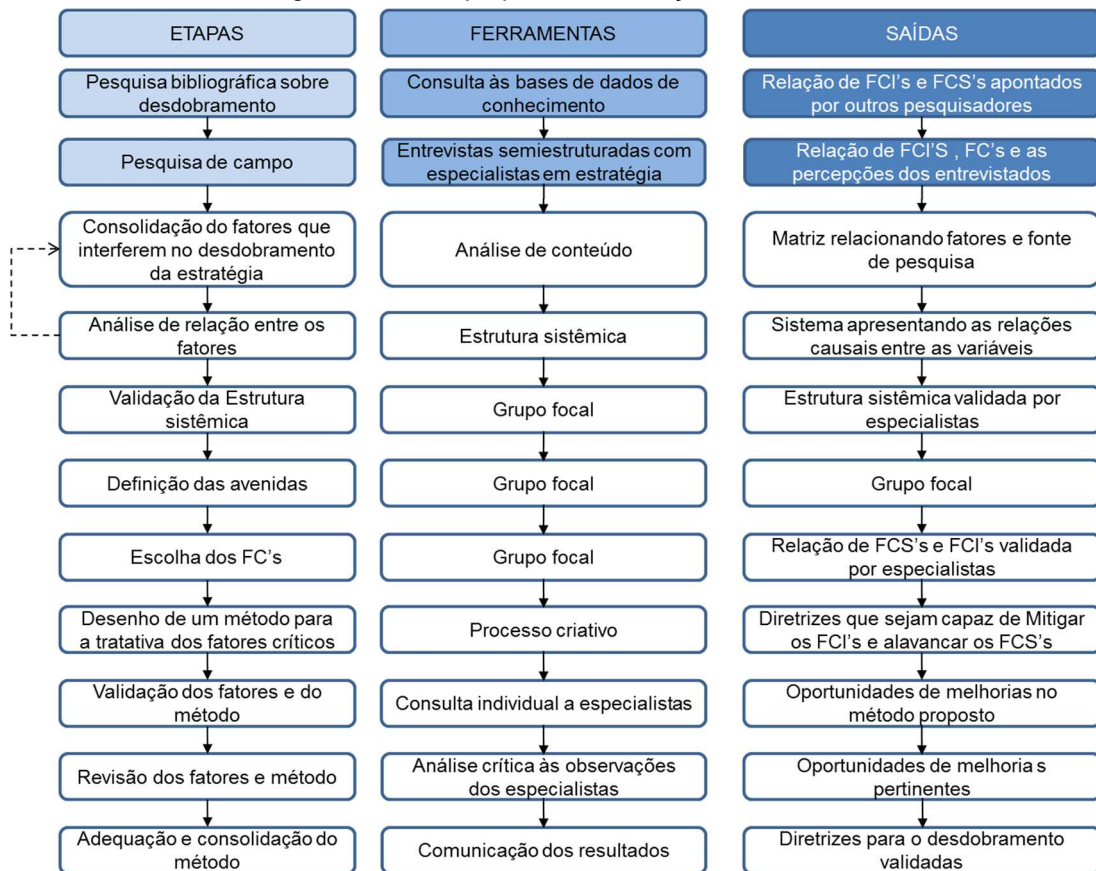 ETAPAS
FERRAMENTAS
SAÍDAS
Pesquisa bibliográfica sobre
desdobramento
Consulta às bases de dados de
conhecimento
Relação de FCI's e FCS's apontados
por outros pesquisadores
Pesquisa de campo
Entrevistas semiestruturadas com
especialistas em estratégia
Relação de FCI'S , FC's e as
percepções dos entrevistados
Consolidação do fatores que
interferem no desdobramento
da estratégia
Análise de conteúdo
Matriz relacionando fatores e fonte
de pesquisa
Análise de relação entre os
fatores
Estrutura sistêmica
Sistema apresentando as relações
causais entre as variáveis
Validação da Estrutura
sistêmica
Grupo focal
Estrutura sistêmica validada por
especialistas
Definição das avenidas
Grupo focal
Grupo focal
Escolha dos FC's
Grupo focal
Relação de FCS's e FCI's validada
por especialistas
Desenho de um método para
a tratativa dos fatores críticos
Processo criativo
Diretrizes que sejam capaz de Mitigar
os FCI's e alavancar os FCS's
Validação dos fatores e do
método
Consulta individual a especialistas
Oportunidades de melhorias no
método proposto
Revisão dos fatores e método
Análise crítica às observações
dos especialistas
Oportunidades de melhoria s
pertinentes
Adequação e consolidação do
método
Comunicação dos resultados
Diretrizes para o desdobramento
validadas